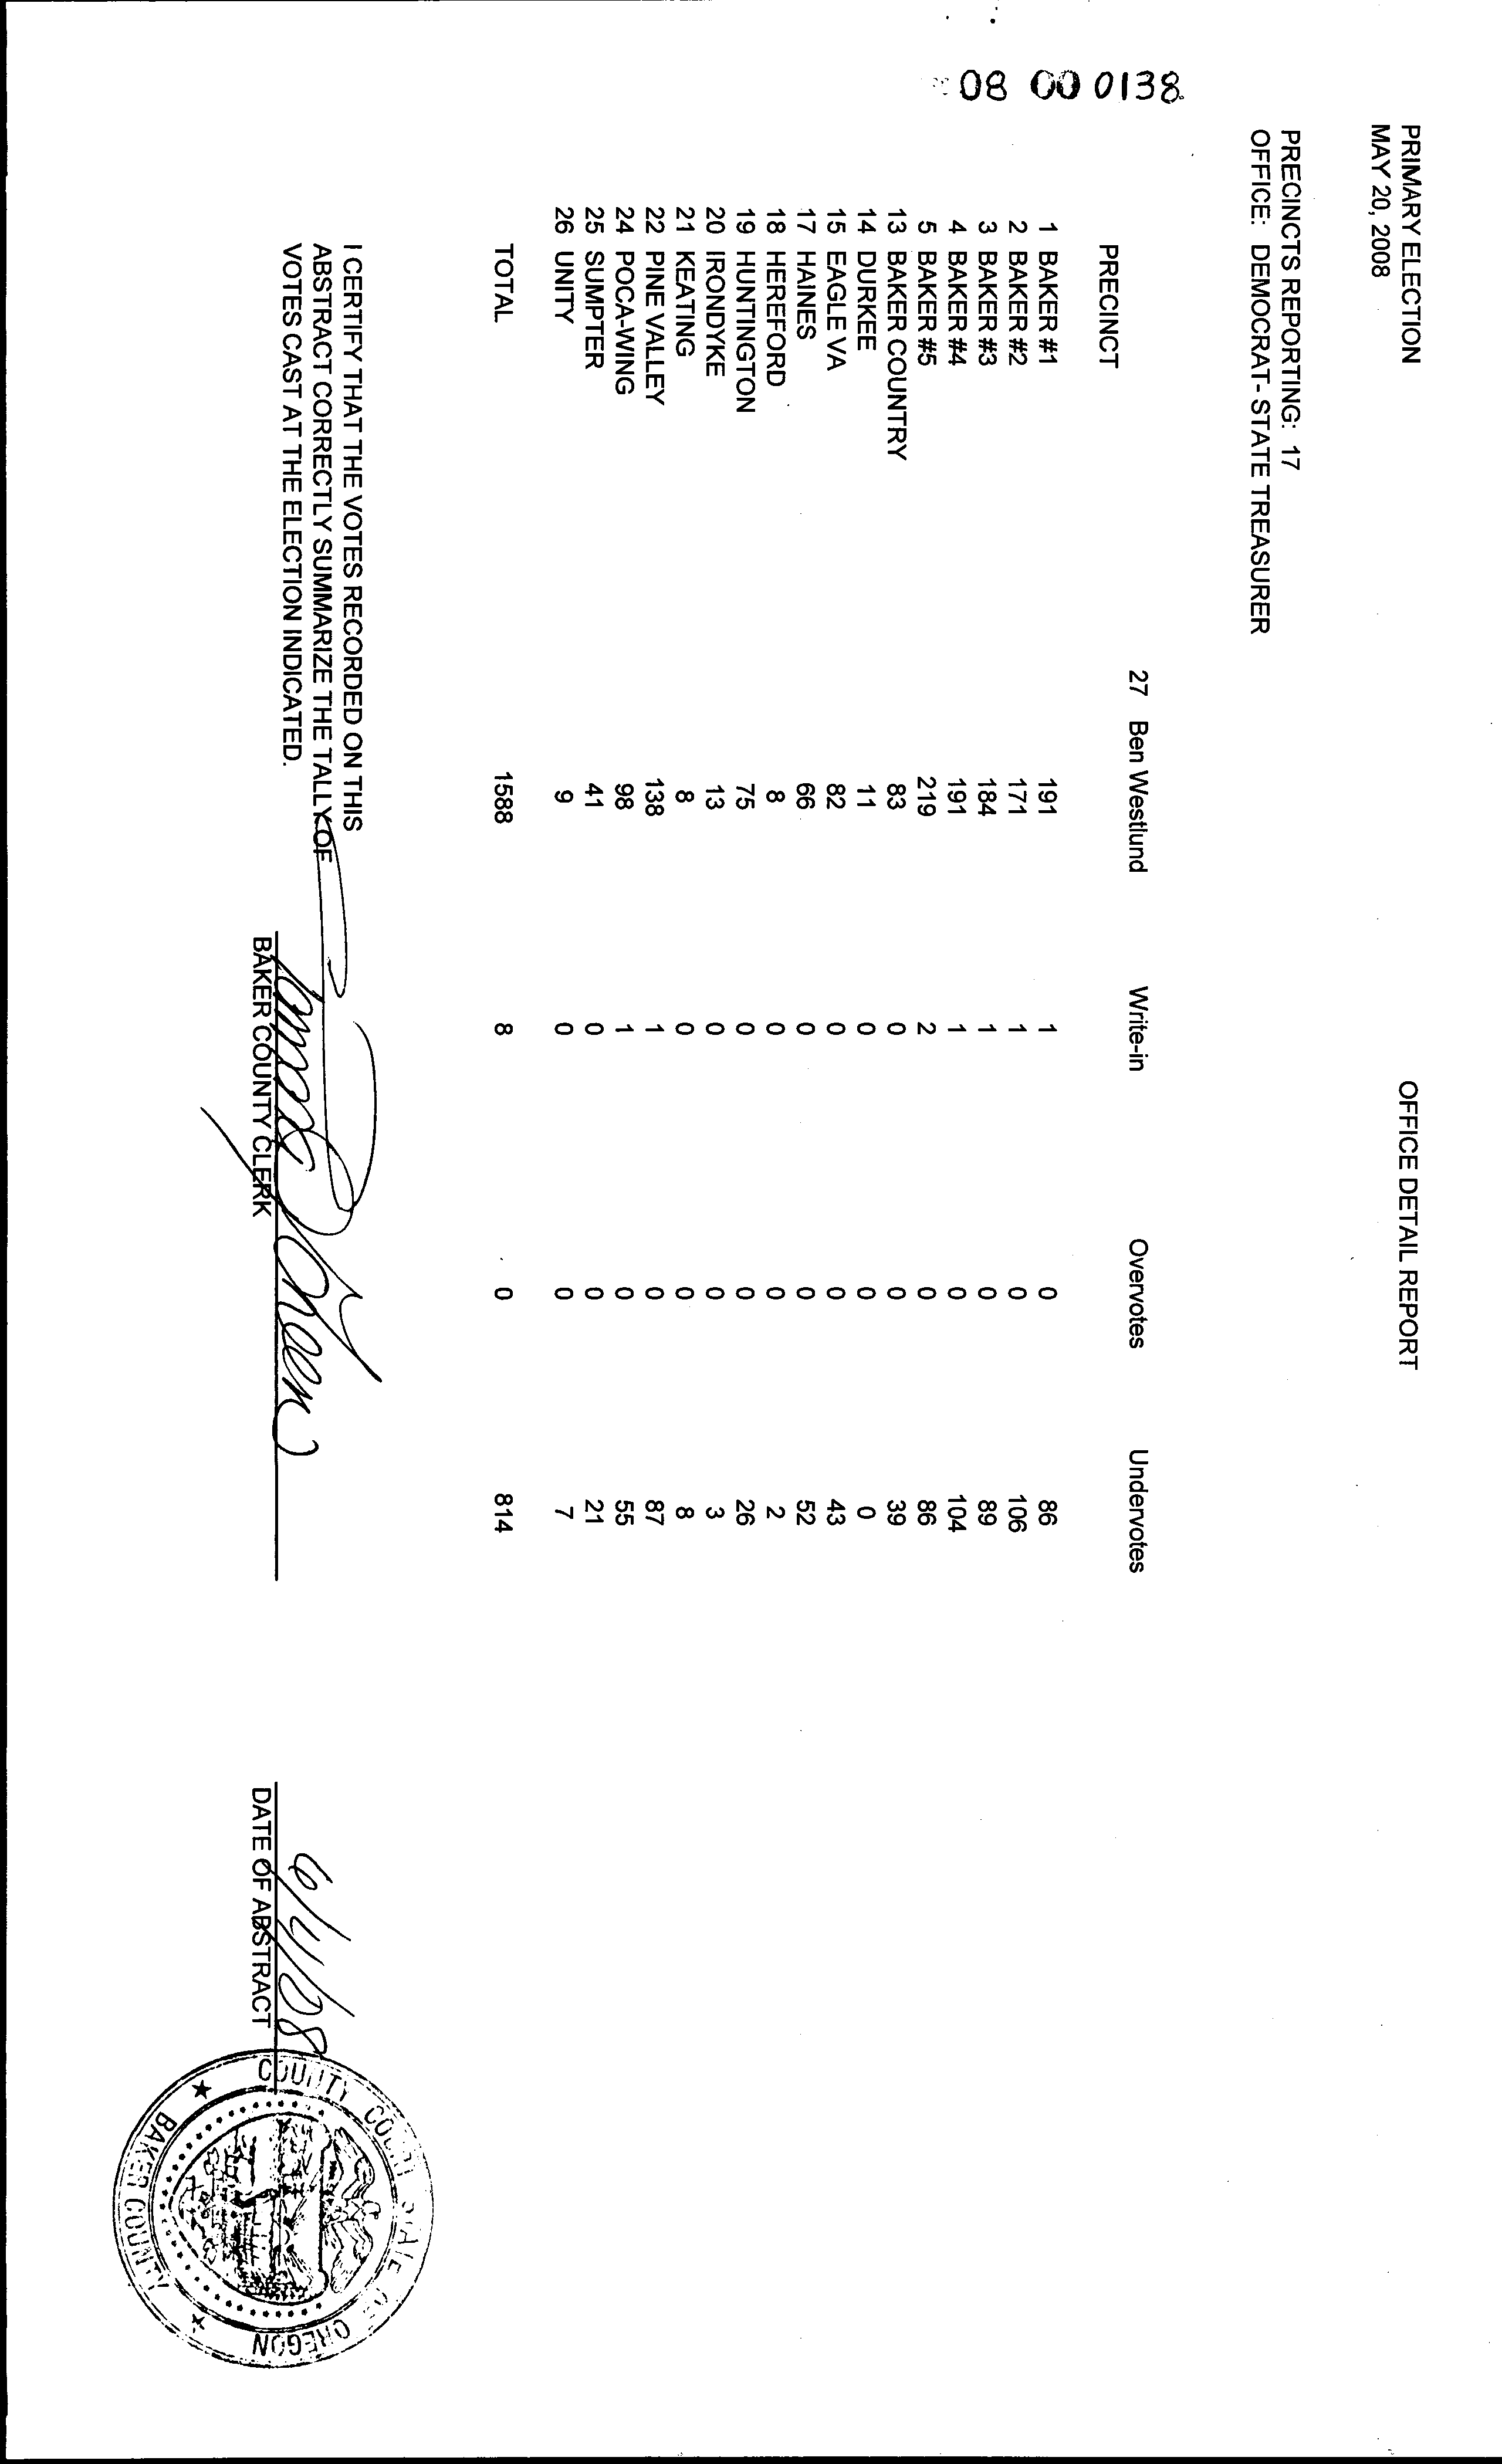 08 00 0138
PRIMARY ELECTION OFFICE DETAIL REPORT
MAY 20, 2008
PRECINCTS REPORTING: 17
OFFICE: DEMOCRAT- STATE TREASURER
27 Ben Westlund Write-in Overvotes Undervotes
PRECINCT
1 BAKER #1 191 1 0 86
2 BAKER #2 171 1 0 106
3 BAKER #3 184 1 0 89
4 BAKER #4 191 1 0 104
5 BAKER #5 219 2 0 86
13 BAKER COUNTRY 83 0 0 39
14 DURKEE 11 0 0 0
15 EAGLE VA 82 0 0 43
17 HAINES 66 0 0 52
18 HEREFORD 8 0 0 2
19 HUNTINGTON 75 0 0 26
20 IRONDYKE 13 0 0 3
21 KEATING 8 0 0 8
22 PINE VALLEY 138 1 0 87
24 POCA-WING 98 1 0 55
25 SUMPTER 41 0 0 21
26 UNITY 9 0 0 7
TOTAL 1588 8 0 814
I CERTIFY THAT THE VOTES RECORDED ON THIS
ABSTRACT CORRECTLY SUMMARIZE THE TALLY OF
VOTES CAST AT THE ELECTION INDICATED.
6/4/08
BAKER COUNTY CLERK DATE OF ABSTRACT
COUNTY COURT STATE OF OREGON
BAKER COUNTY